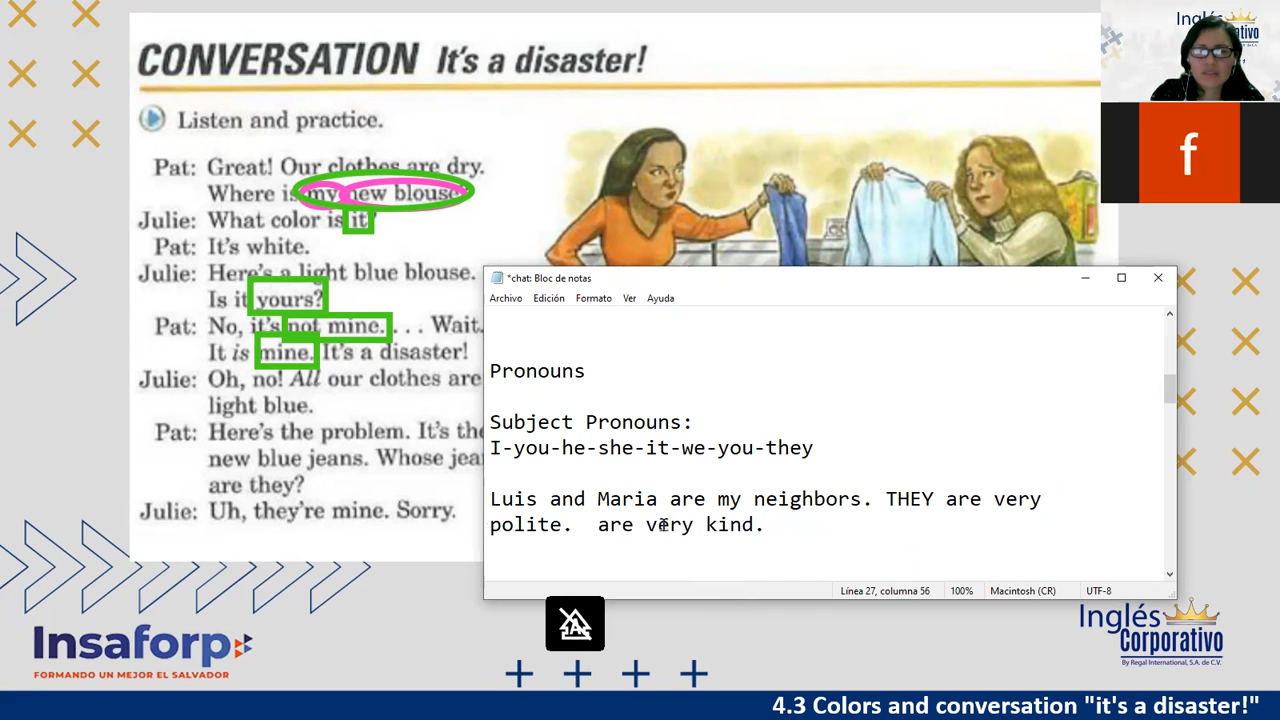 CONVERSATION It's a disaster!
Listen and practice.
Pat: Great! Our clothes are dry.
Where is my new blouse
Julie: What color is it?
Pat: It's white.
Julie: Here's a light blue blouse.
Is it yours?
Pat: No, it's not mine. . . . Wait.
It is mine. It's a disaster!
Julie: Oh, no! All our clothes are
light blue.
Pat: Here's the problem. It's the
new blue jeans. Whose
are they?
Julie: Uh, they're mine. Sorry.
Inglés
f
*chat: Bloc de notas
Archivo Edición Formato Ver Ayuda
Pronouns
Subject Pronouns:
I-you-he-she-it-we-you-they
Luis and Maria are my neighbors. THEY are very
polite.  are very kind.
Línea 27, columna 56 100% Macintosh (CR) UTF-8
Insaforp
FORMANDO UN MEJOR EL SALVADOR
Inglés
Corporativo
By Regal International, S.A. de C.V.
4.3 Colors and conversation "it's a disaster!"